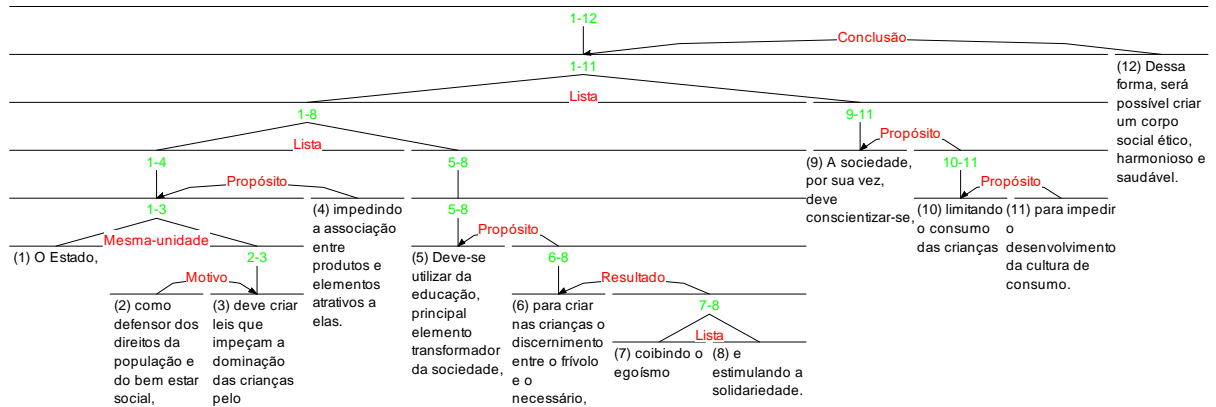 1-12
Conclusão
1-11
(12) Dessa
forma, será
possível criar
um corpo
social ético,
harmonioso e
saudável.
Lista
1-8
9-11
Lista
Propósito
1-4
5-8
(9) A sociedade,
por sua vez,
deve
conscientizar-se,
10-11
Propósito
Propósito
1-3
(4) impedindo
a associação
entre
produtos e
elementos
atrativos a
elas.
5-8
(10) limitando
o consumo
das crianças
(11) para impedir
o
desenvolvimento
da cultura de
consumo.
Mesma-unidade
Propósito
(1) O Estado,
2-3
(5) Deve-se
utilizar da
educação,
principal
elemento
transformador
da sociedade,
6-8
Motivo
Resultado
(2) como
defensor dos
direitos da
população e
do bem estar
social,
(3) deve criar
leis que
impeçam a
dominação
das crianças
pelo
(6) para criar
nas crianças o
discernimento
entre o frívolo
e o
necessário,
7-8
Lista
(7) coibindo o
egoísmo
(8) e
estimulando a
solidariedade.